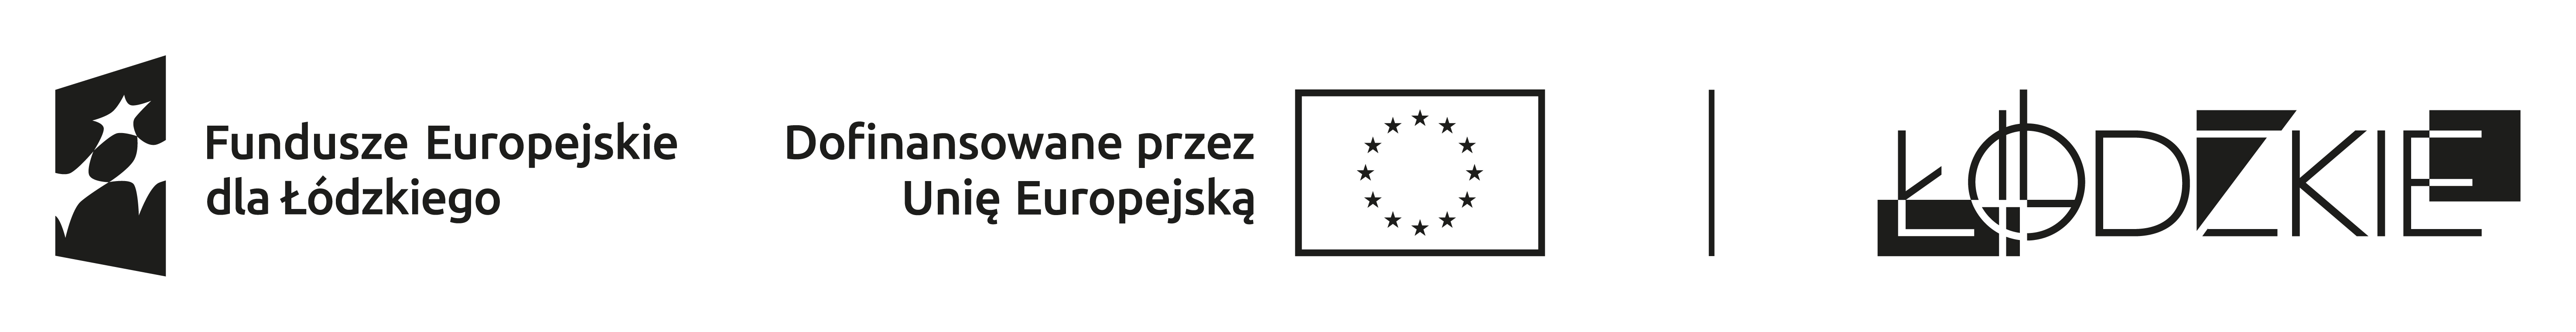 Fundusze Europejskie
dla Łódzkiego
Dofinansowane przez
Unię Europejską
ŁÓDZKIE